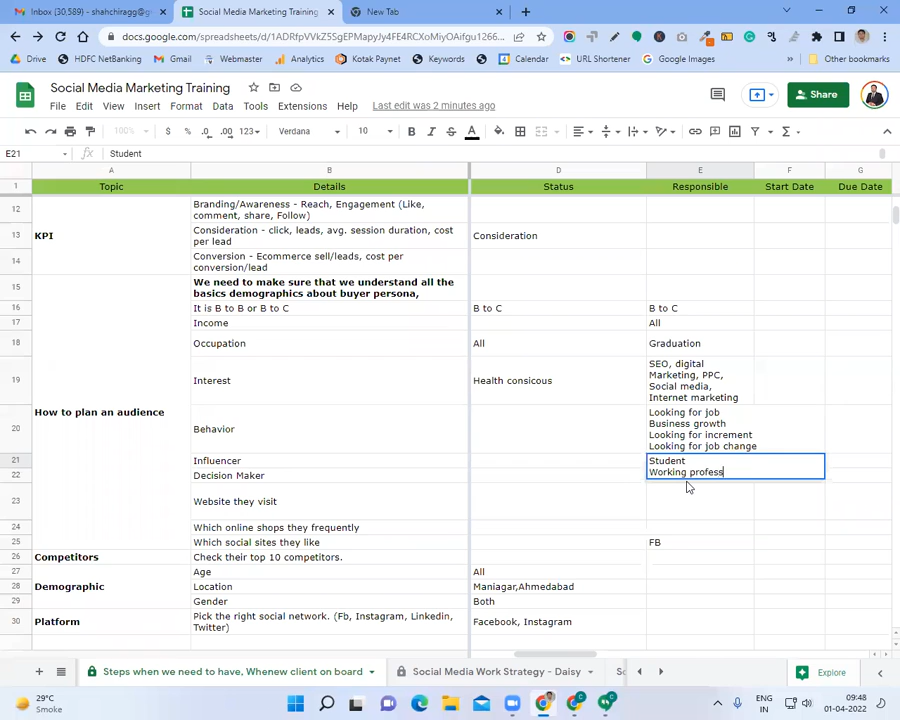 Inbox (30,589) - shahchiragg@g
Social Media Marketing Training
New Tab
docs.google.com/spreadsheets/d/1ADRfpVVk5SgEPMapyJy4FE4RCXoMiyOAifgu1266...
Drive
HDFC NetBanking
Gmail
Webmaster
Analytics
Kotak Paynet
Keywords
Calendar
URL Shortener
Google Images
Other bookmarks
Social Media Marketing Training
File Edit View Insert Format Data Tools Extensions Help Last edit was 2 minutes ago
Share
100% $ % .0 .00 123 Verdana 10 B I S A
E21 fx Student
A B D E F G
1 Topic Details Status Responsible Start Date Due Date
12 Branding/Awareness - Reach, Engagement (Like,
comment, share, Follow)
13 KPI Consideration - click, leads, avg. session duration, cost
per lead
Consideration
14 Conversion - Ecommerce sell/leads, cost per
conversion/lead
15 We need to make sure that we understand all the
basics demographics about buyer persona,
16 It is B to B or B to C B to C B to C
17 Income All
18 Occupation All Graduation
19 Interest Health consicous
SEO, digital
Marketing, PPC,
Social media,
Internet marketing
How to plan an audience
20 Behavior
Looking for job
Business growth
Looking for increment
Looking for job change
21 Influencer Student
Working profess
22 Decision Maker
23 Website they visit
24 Which online shops they frequently
25 Which social sites they like FB
26 Competitors Check their top 10 competitors.
27 Age All
28 Demographic Location Maniagar,Ahmedabad
29 Gender Both
30 Platform Pick the right social network. (Fb, Instagram, Linkedin,
Twitter)
Facebook, Instagram
Steps when we need to have, Whenew client on board
Social Media Work Strategy - Daisy
Sc
Explore
29°C
Smoke
ENG
IN
09:48
01-04-2022